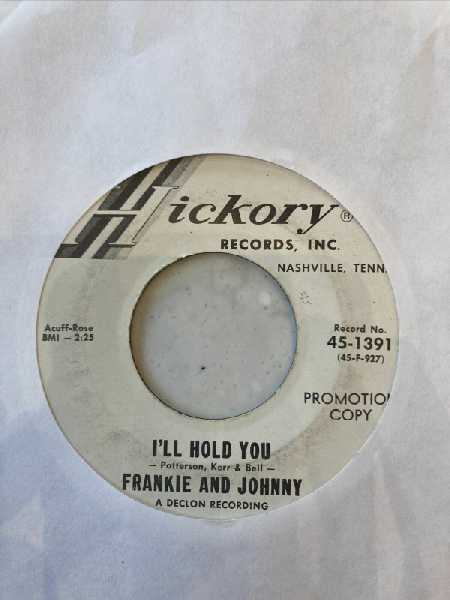 Hickory®
RECORDS, INC.
NASHVILLE, TENN.
Acuff-Rose
BMI - 2:25
Record No.
45-1391
(45-F-927)
PROMOTIO
COPY
I'LL HOLD YOU
- Patterson, Karr & Bell -
FRANKIE AND JOHNNY
A DECLON RECORDING